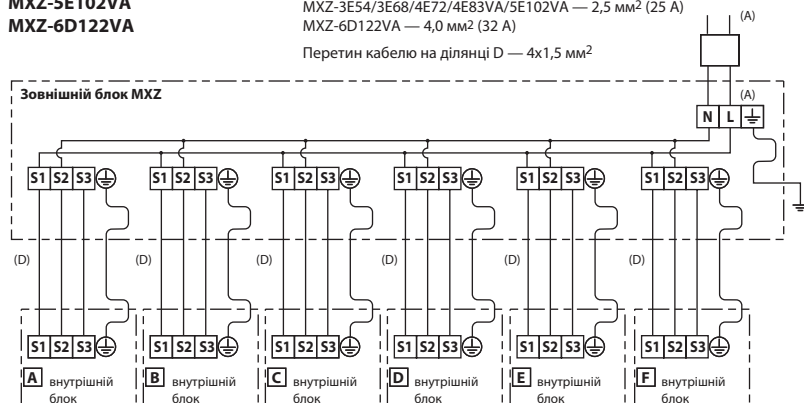 MXZ-5E102VA
MXZ-6D122VA
MXZ-3E54/3E68/4E72/4E83VA/5E102VA — 2,5 мм² (25 А)
MXZ-6D122VA — 4,0 мм² (32 А)
Перетин кабелю на ділянці D — 4x1,5 мм²
(A)
Зовнішній блок MXZ
(A)
N L
S1 S2 S3 S1 S2 S3 S1 S2 S3 S1 S2 S3 S1 S2 S3 S1 S2 S3
(D) (D) (D) (D) (D) (D)
S1 S2 S3 S1 S2 S3 S1 S2 S3 S1 S2 S3 S1 S2 S3 S1 S2 S3
A внутрішній B внутрішній C внутрішній D внутрішній E внутрішній F внутрішній
блок блок блок блок блок блок